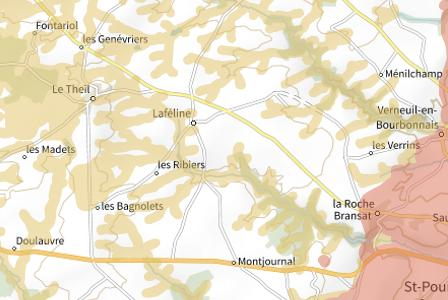 Fontariol
les Genévriers
Ménilchamp
Le Theil
Laféline
Verneuil-en-
Bourbonnais
les Madets
les Verrins
les Ribiers
les Bagnolets
la Roche
Bransat
Doulauvre
Montjournal